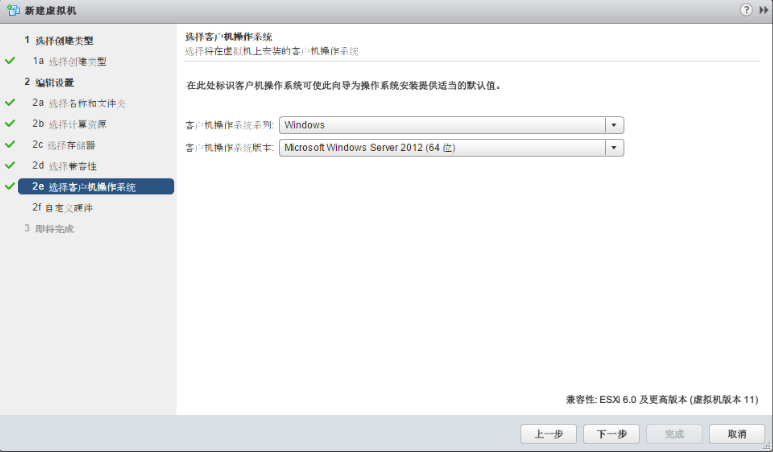 新建虚拟机
1 选择创建类型
1a 选择创建类型
2 编辑设置
2a 选择名称和文件夹
2b 选择计算资源
2c 选择存储器
2d 选择兼容性
2e 选择客户机操作系统
2f 自定义硬件
3 即将完成
选择客户机操作系统
选择将在虚拟机上安装的客户机操作系统
在此处标识客户机操作系统可使此向导为操作系统安装提供适当的默认值。
客户机操作系统系列: Windows
客户机操作系统版本: Microsoft Windows Server 2012 (64 位)
兼容性: ESXi 6.0 及更高版本 (虚拟机版本 11)
上一步 下一步 完成 取消